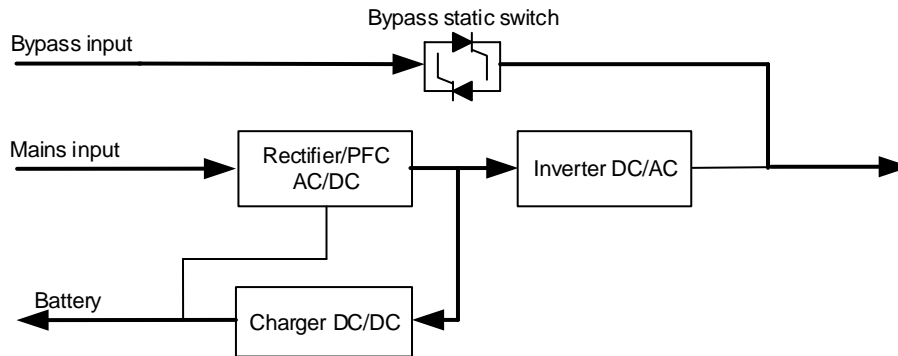 Bypass static switch
Bypass input
Mains input
Rectifier/PFC
AC/DC
Inverter DC/AC
Battery
Charger DC/DC